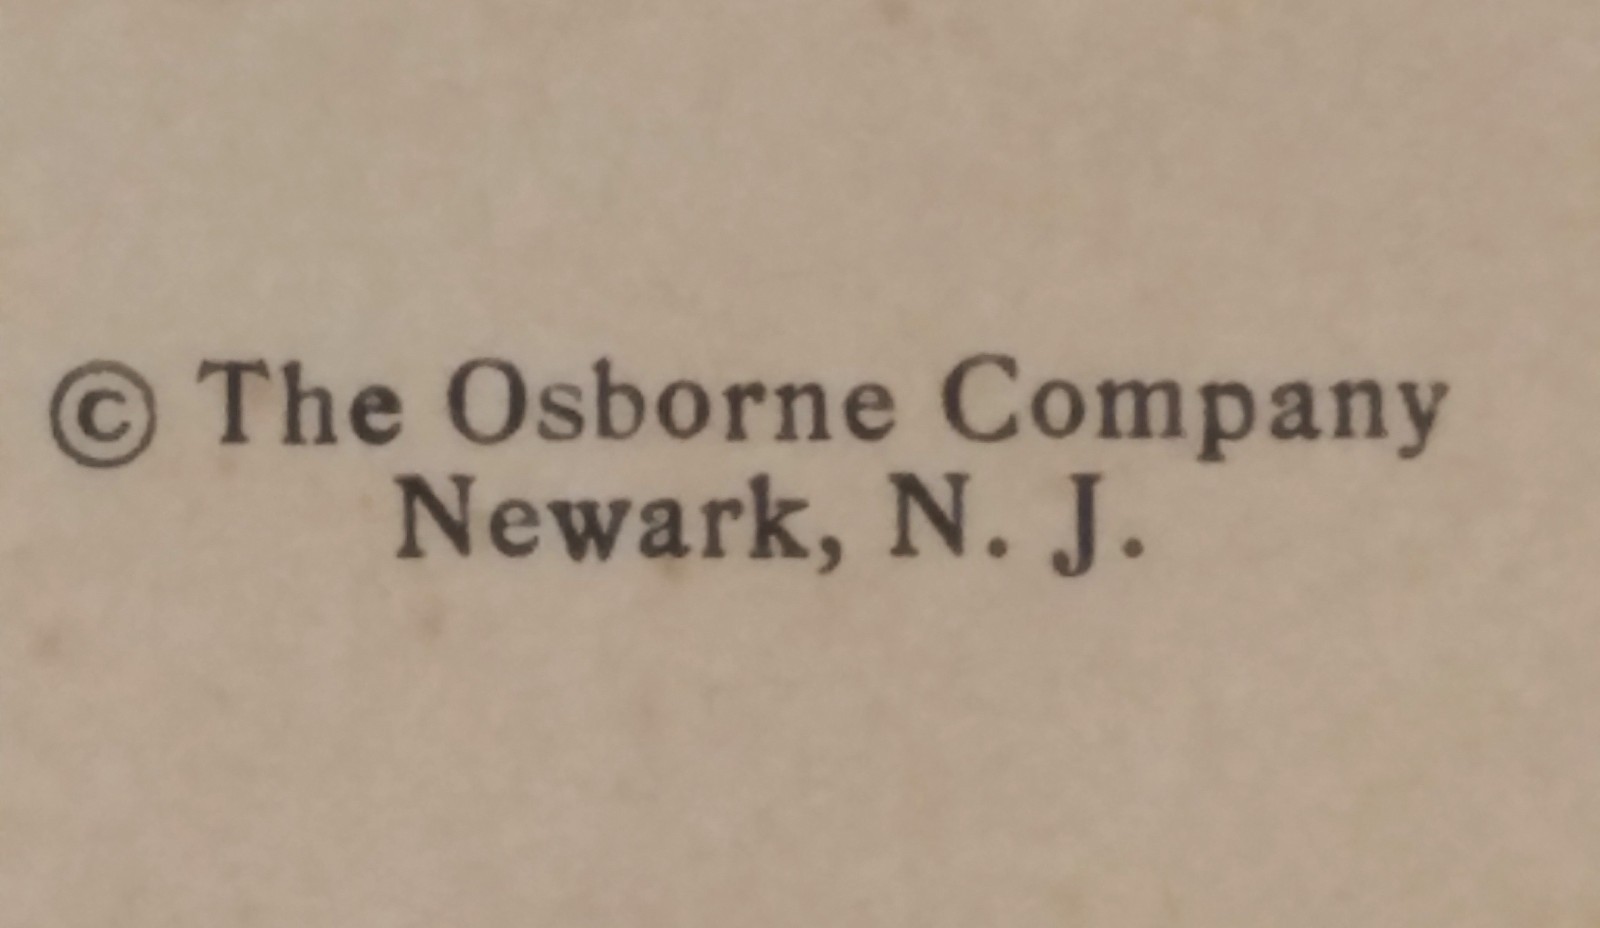 © The Osborne Company
Newark, N. J.